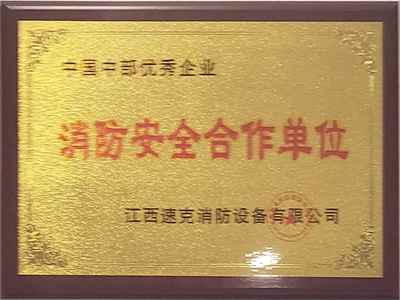 中国中部优秀企业
消防安全合作单位
江西速克消防设备有限公司